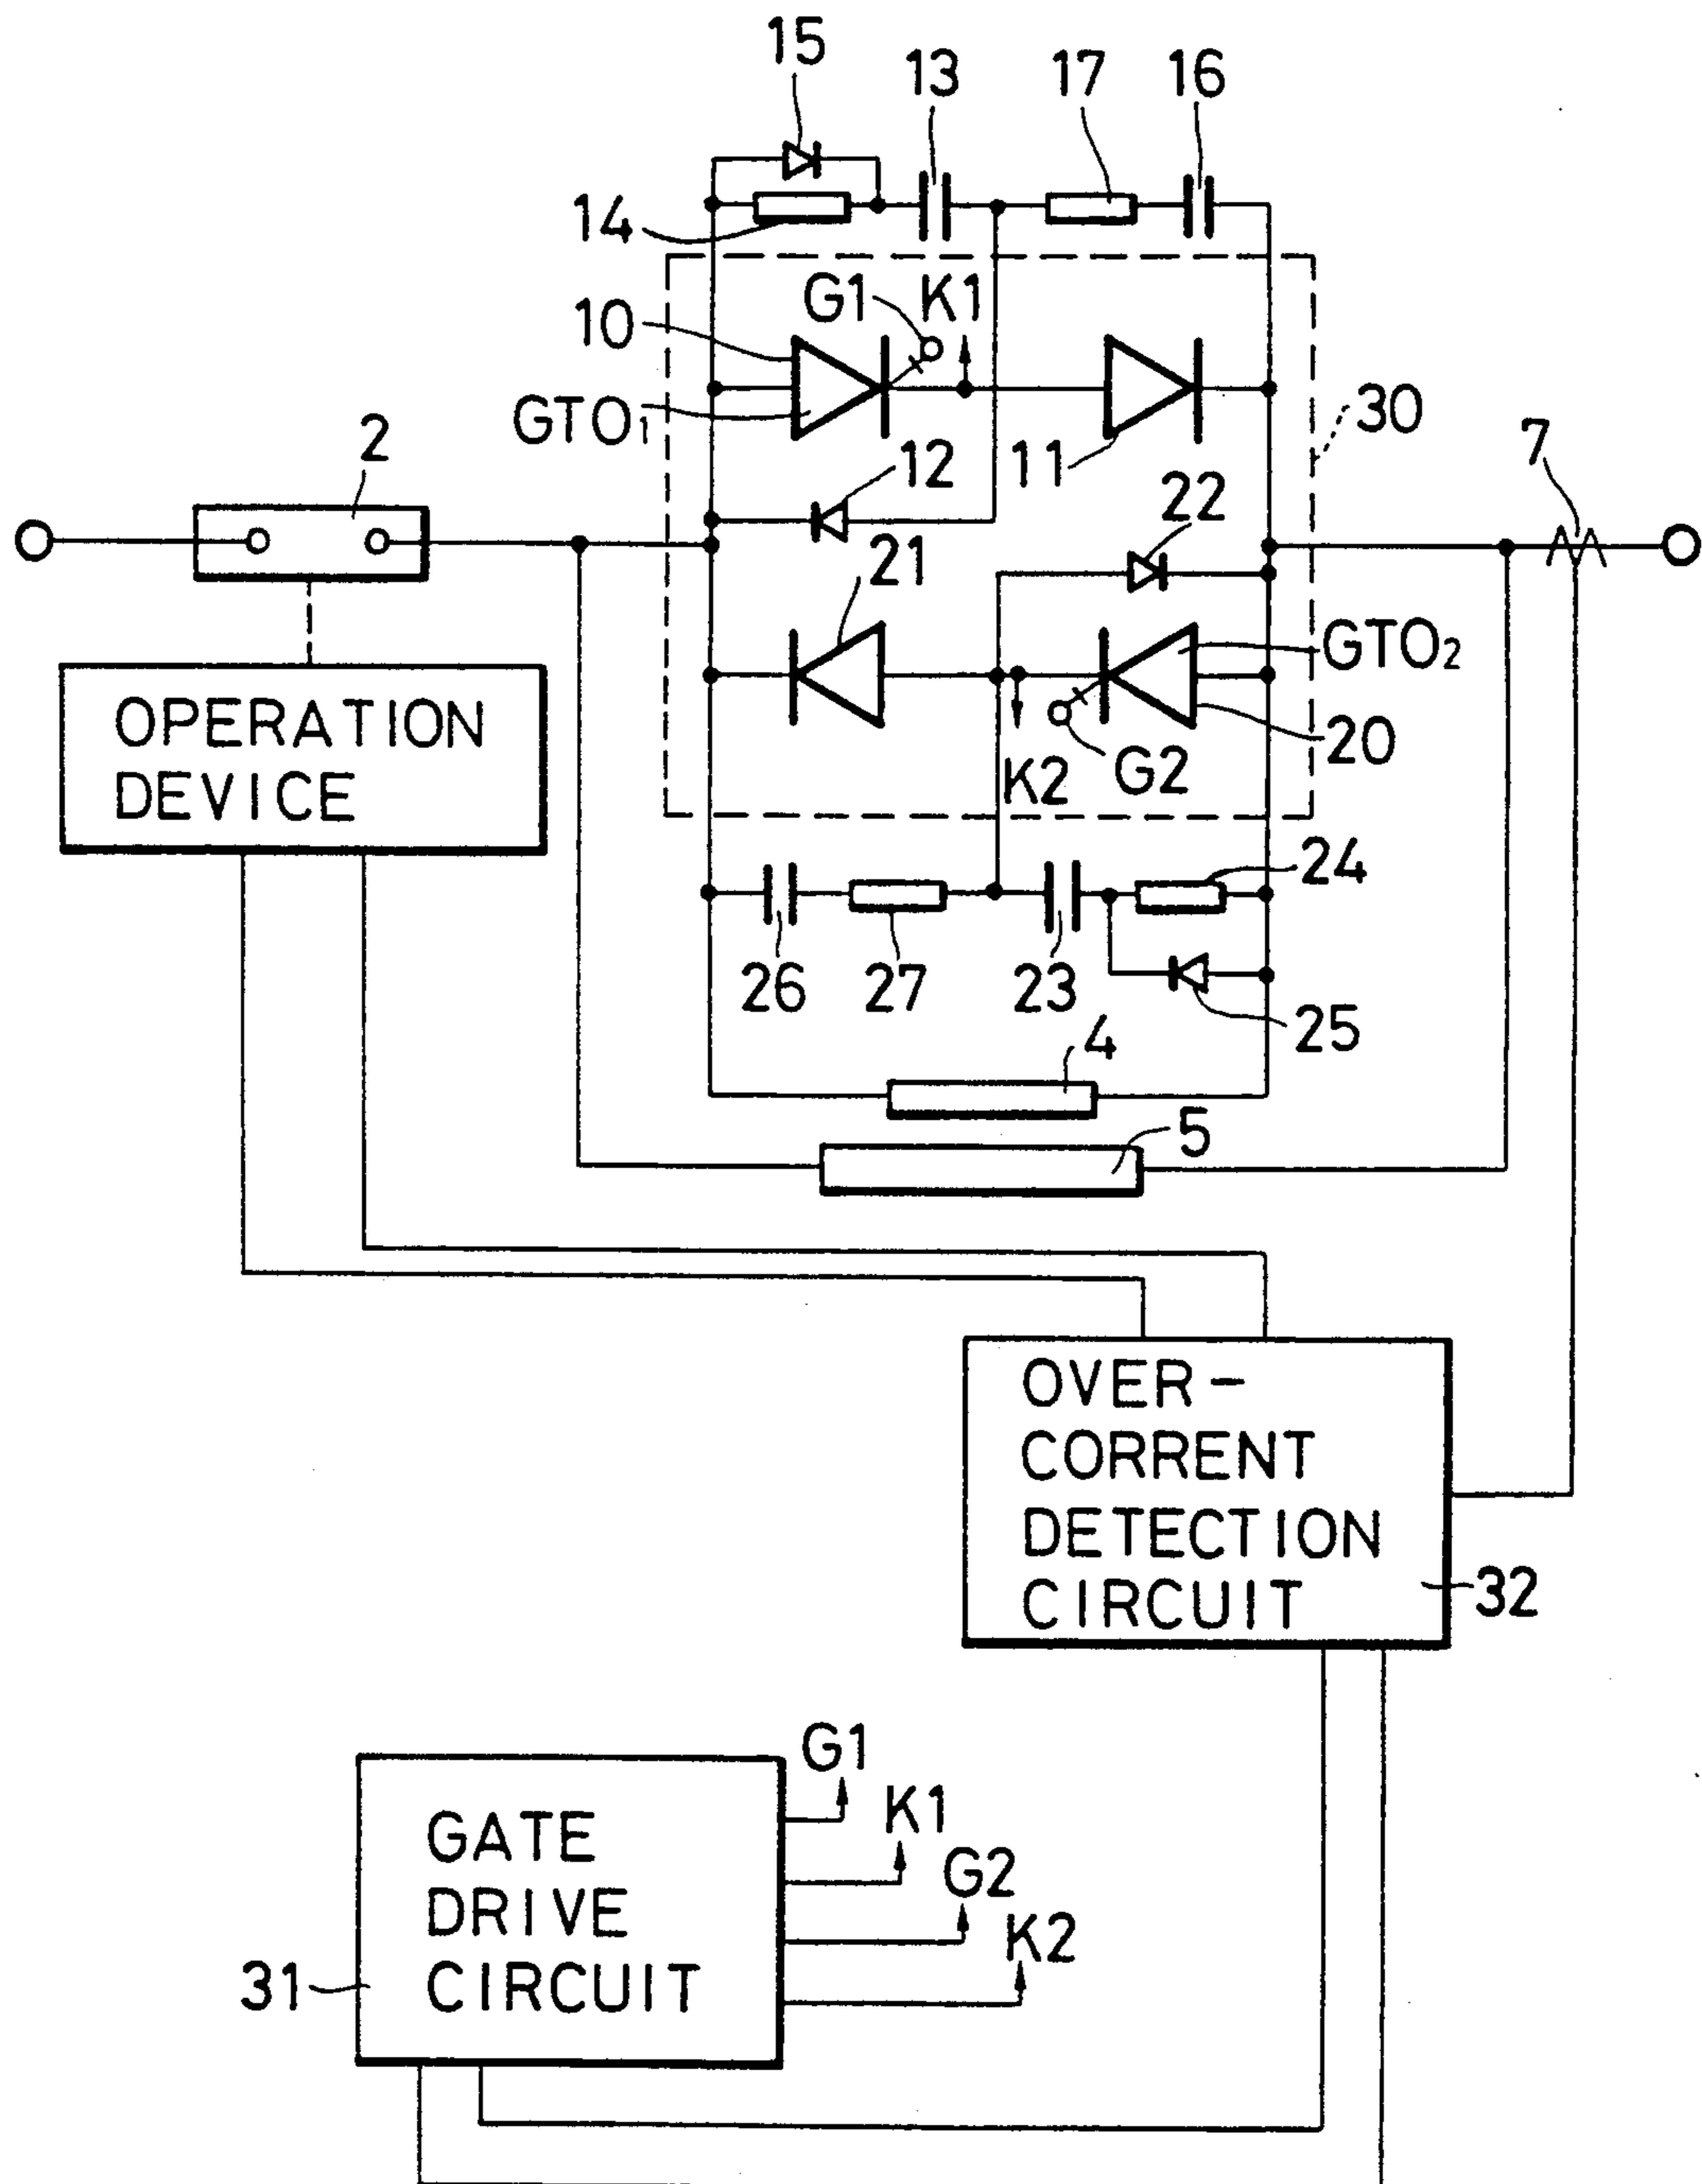 15
13
17
16
14
G1
K1
10
GTO1
30
2
12
11
7
22
21
GTO2
OPERATION
DEVICE
20
K2
G2
24
26
27
23
25
4
5
OVER-
CORRENT
DETECTION
CIRCUIT
32
G1
K1
GATE
G2
DRIVE
K2
CIRCUIT
31